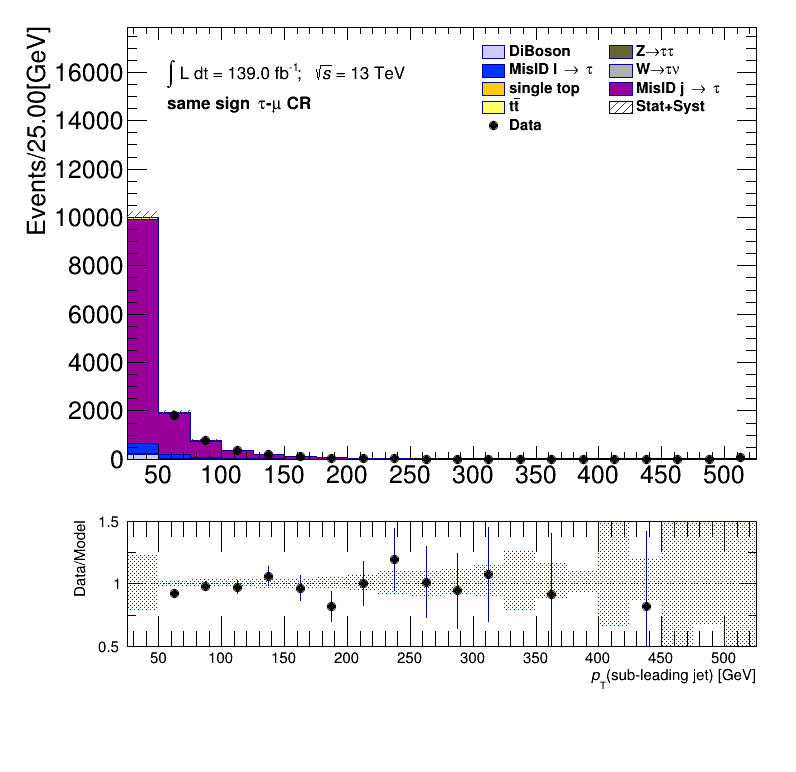 Events/25.00[GeV]
16000
14000
12000
10000
8000
6000
4000
2000
0
∫ L dt = 139.0 fb⁻¹; √s = 13 TeV
same sign τ-μ CR
DiBoson
MisID l → τ
single top
tt̄
Data
Z→ττ
W→τν
MisID j → τ
Stat+Syst
50 100 150 200 250 300 350 400 450 500
Data/Model
1.5
1
0.5
50 100 150 200 250 300 350 400 450 500
p_T(sub-leading jet) [GeV]